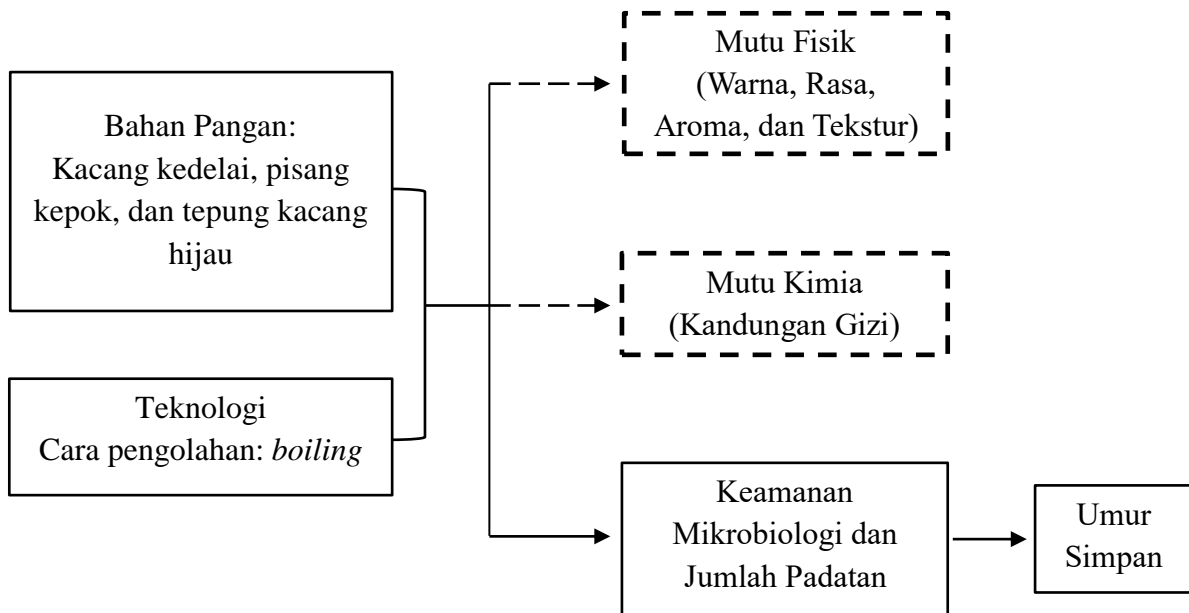 Bahan Pangan:
Kacang kedelai, pisang
kepok, dan tepung kacang
hijau
Teknologi
Cara pengolahan: boiling
Mutu Fisik
(Warna, Rasa,
Aroma, dan Tekstur)
Mutu Kimia
(Kandungan Gizi)
Keamanan
Mikrobiologi dan
Jumlah Padatan
Umur
Simpan